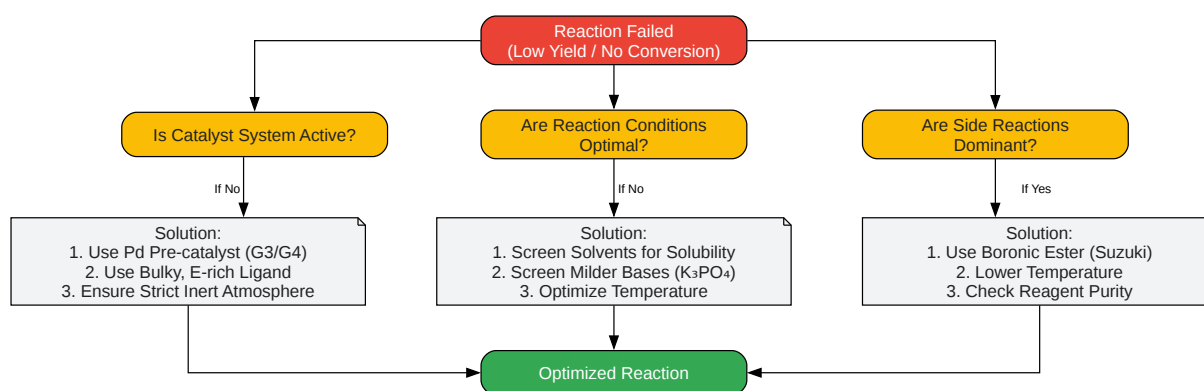 Reaction Failed
(Low Yield / No Conversion)
Is Catalyst System Active?
Are Reaction Conditions
Optimal?
Are Side Reactions
Dominant?
If No
If No
If Yes
Solution:
1. Use Pd Pre-catalyst (G3/G4)
2. Use Bulky, E-rich Ligand
3. Ensure Strict Inert Atmosphere
Solution:
1. Screen Solvents for Solubility
2. Screen Milder Bases (K₃PO₄)
3. Optimize Temperature
Solution:
1. Use Boronic Ester (Suzuki)
2. Lower Temperature
3. Check Reagent Purity
Optimized Reaction